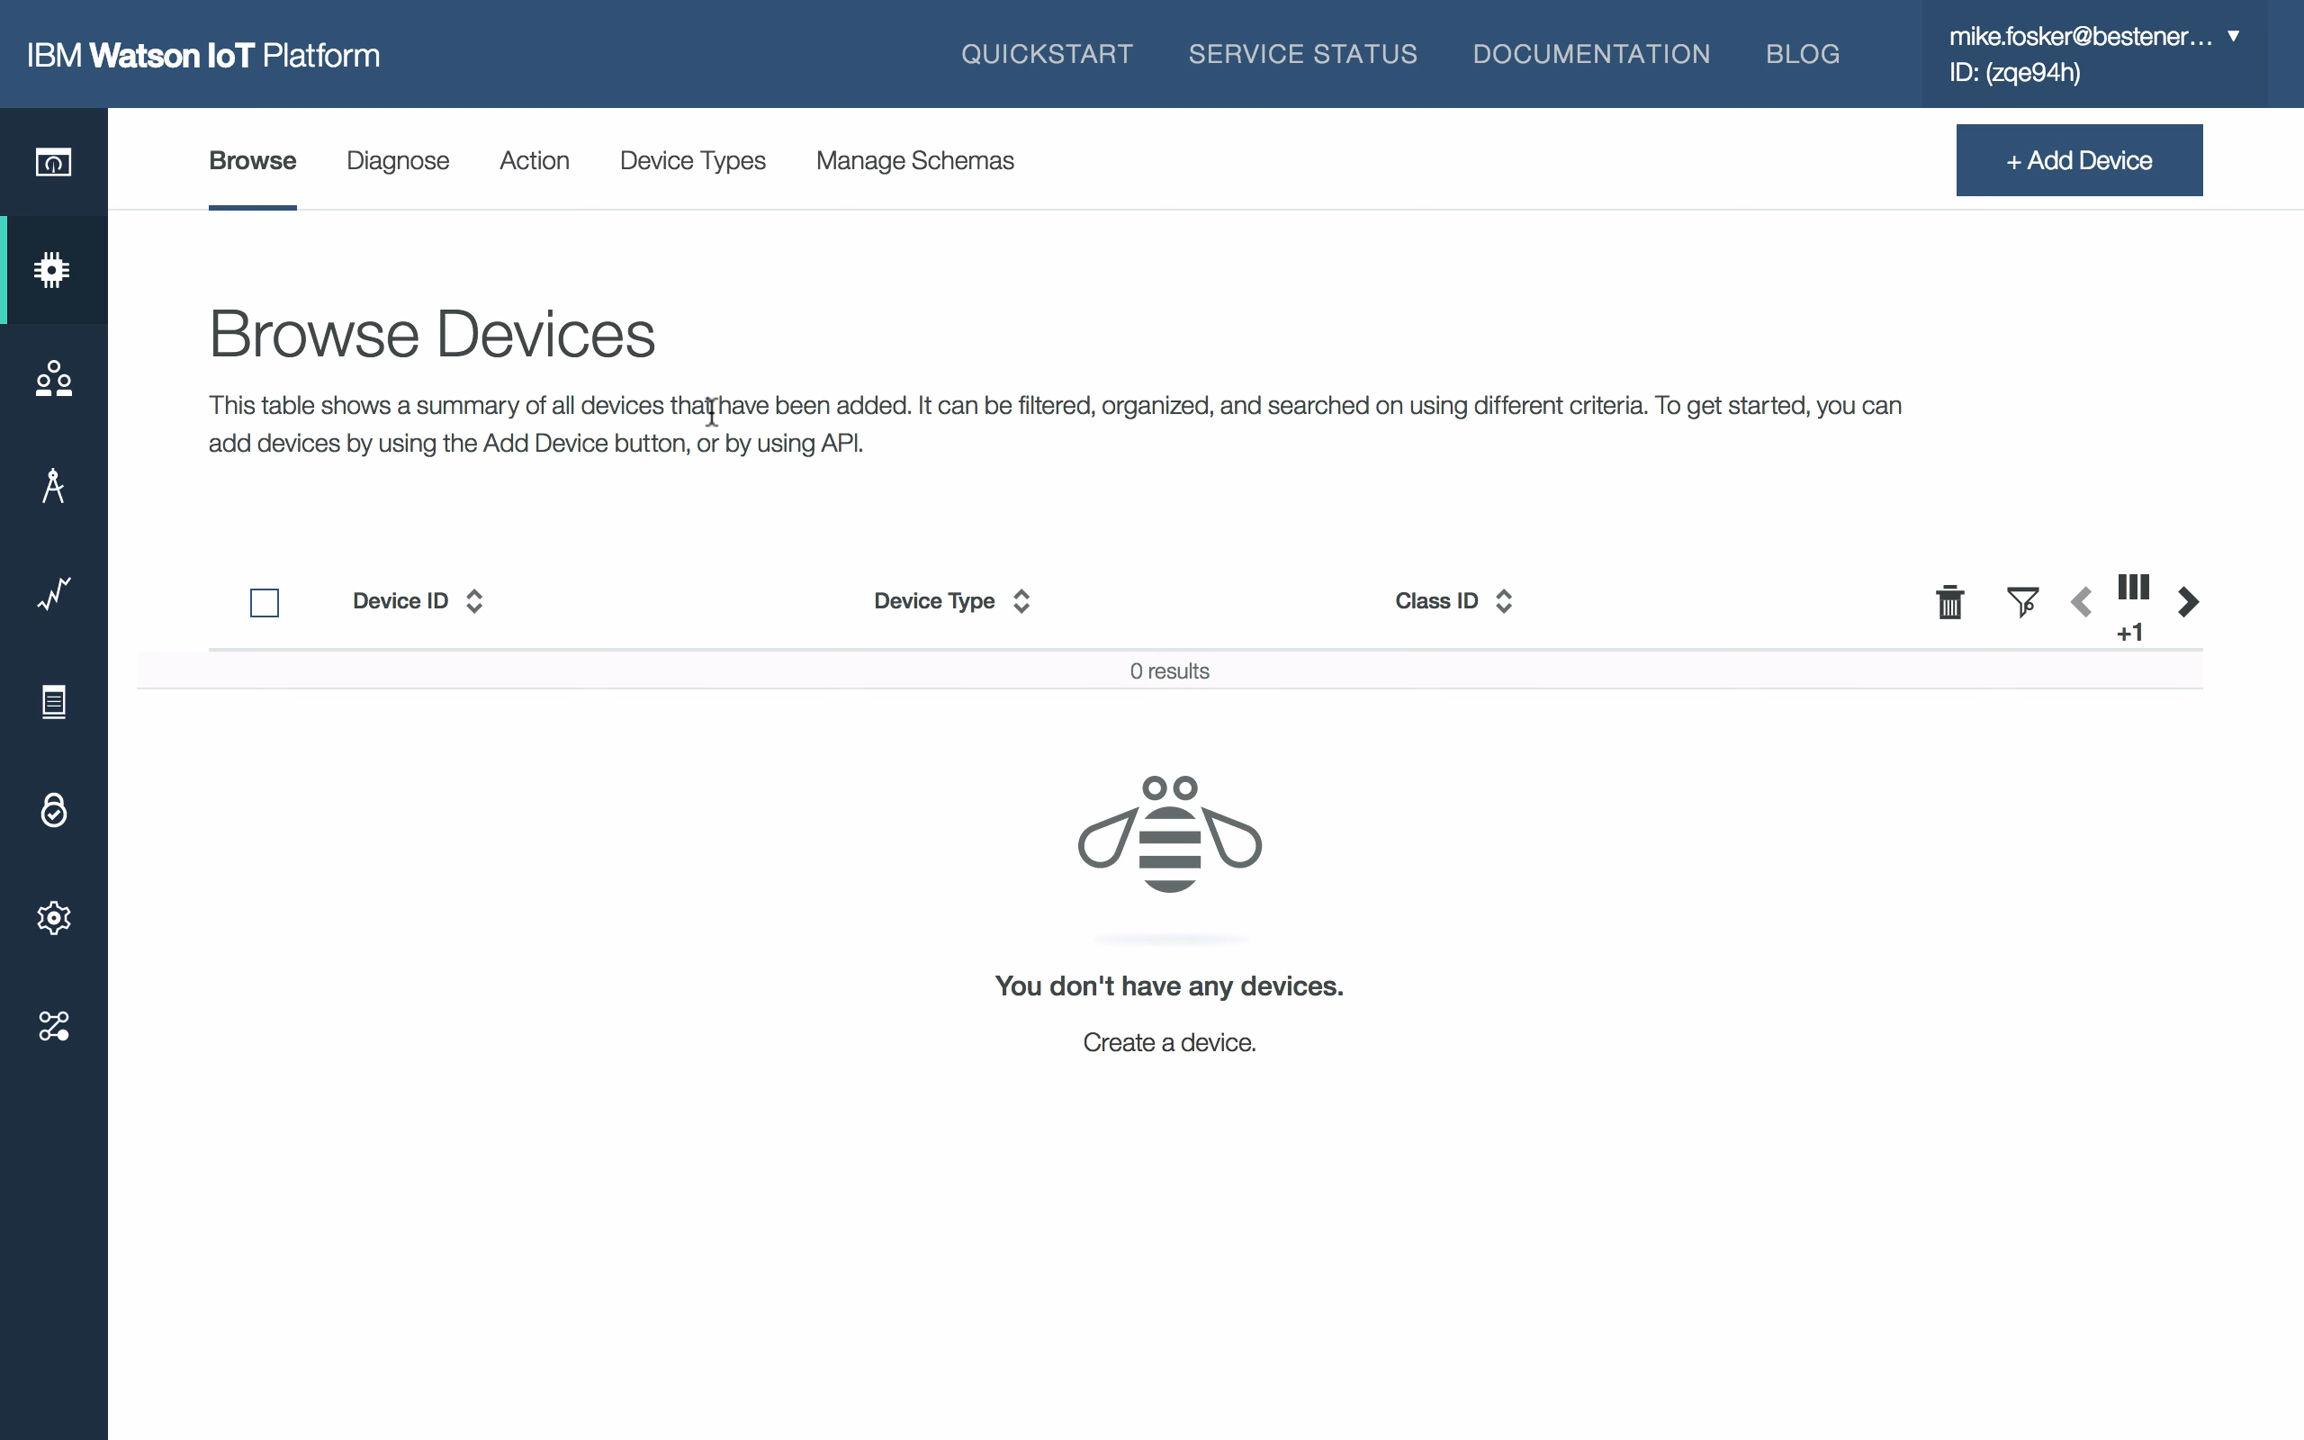 IBM Watson IoT Platform
QUICKSTART
SERVICE STATUS
DOCUMENTATION
BLOG
mike.fosker@bestener...
ID: (zqe94h)
Browse
Diagnose
Action
Device Types
Manage Schemas
+ Add Device
Browse Devices
This table shows a summary of all devices that have been added. It can be filtered, organized, and searched on using different criteria. To get started, you can
add devices by using the Add Device button, or by using API.
Device ID
Device Type
Class ID
+1
0 results
You don't have any devices.
Create a device.